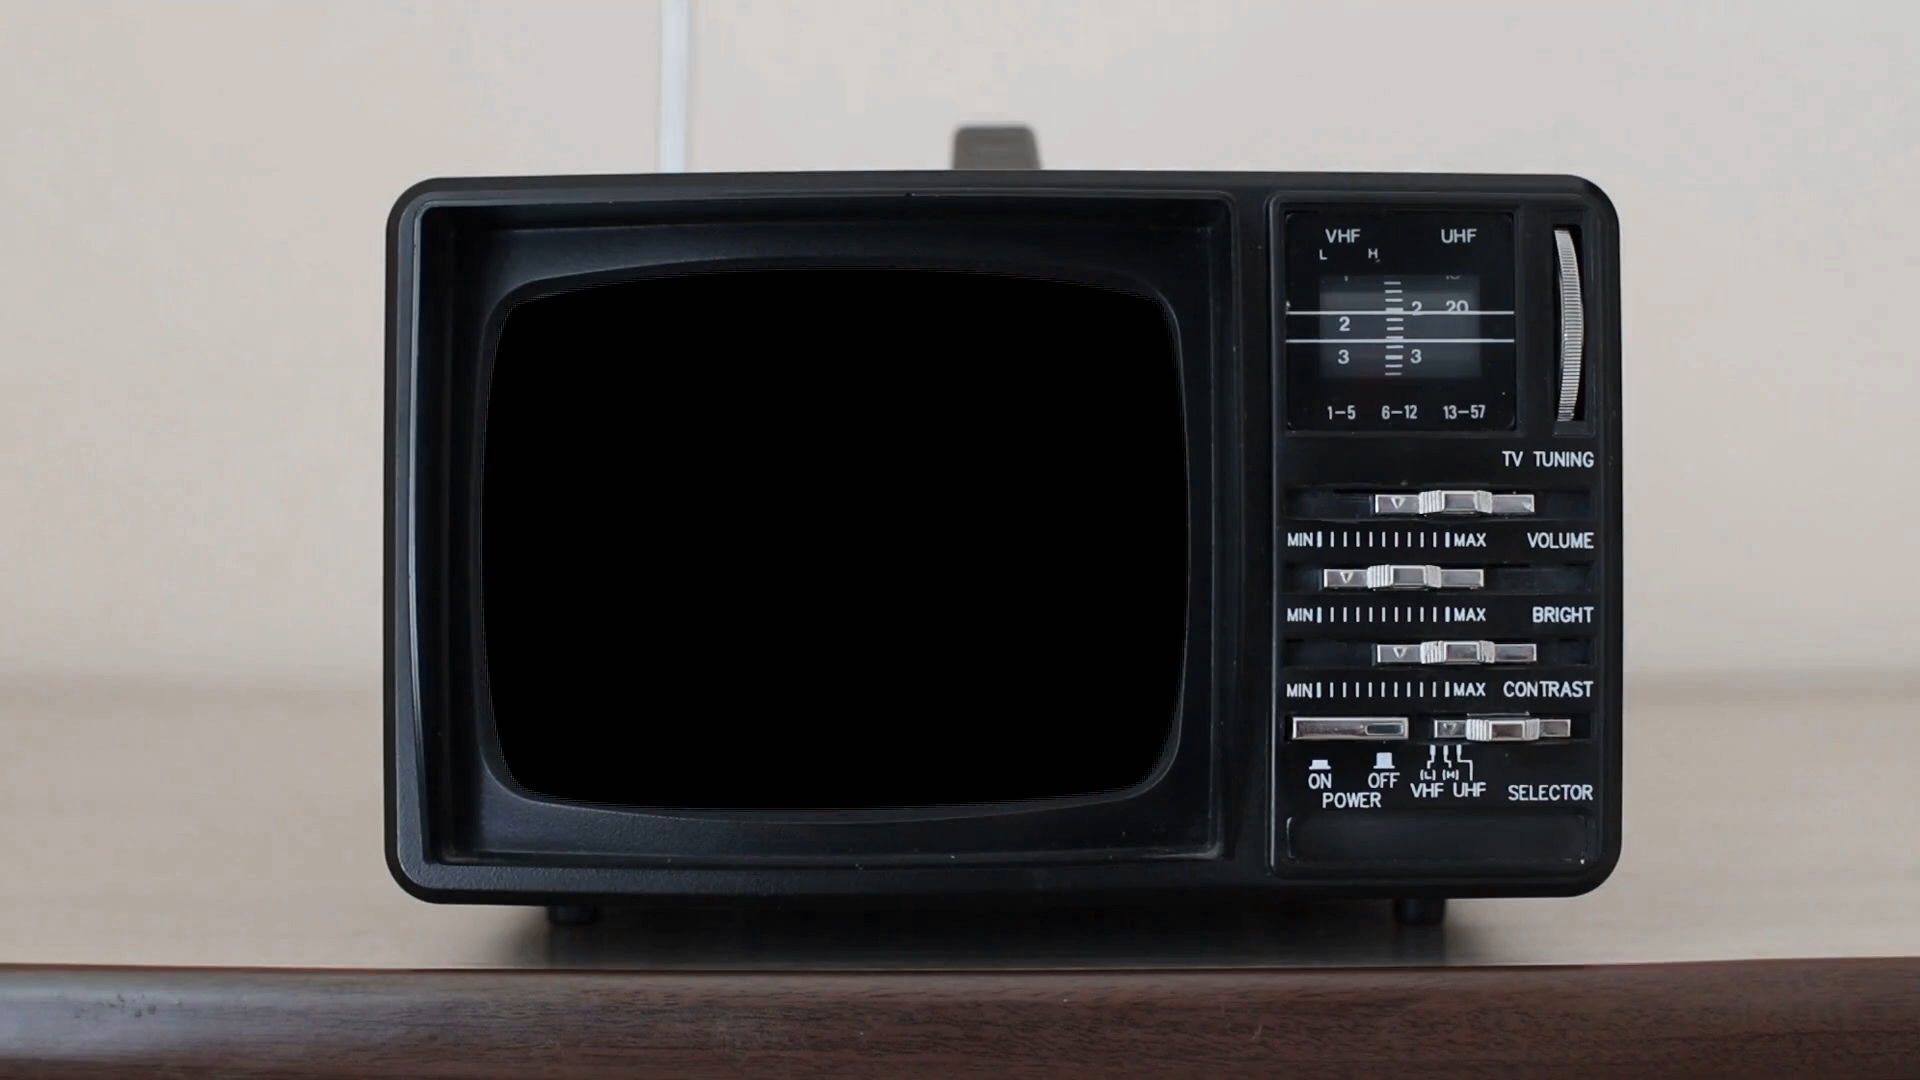 VHF UHF
L H
2 20
2
3 3
1-5 6-12 13-57
TV TUNING
MIN MAX VOLUME
MIN MAX BRIGHT
MIN MAX CONTRAST
ON OFF (L) (H)
POWER VHF UHF SELECTOR